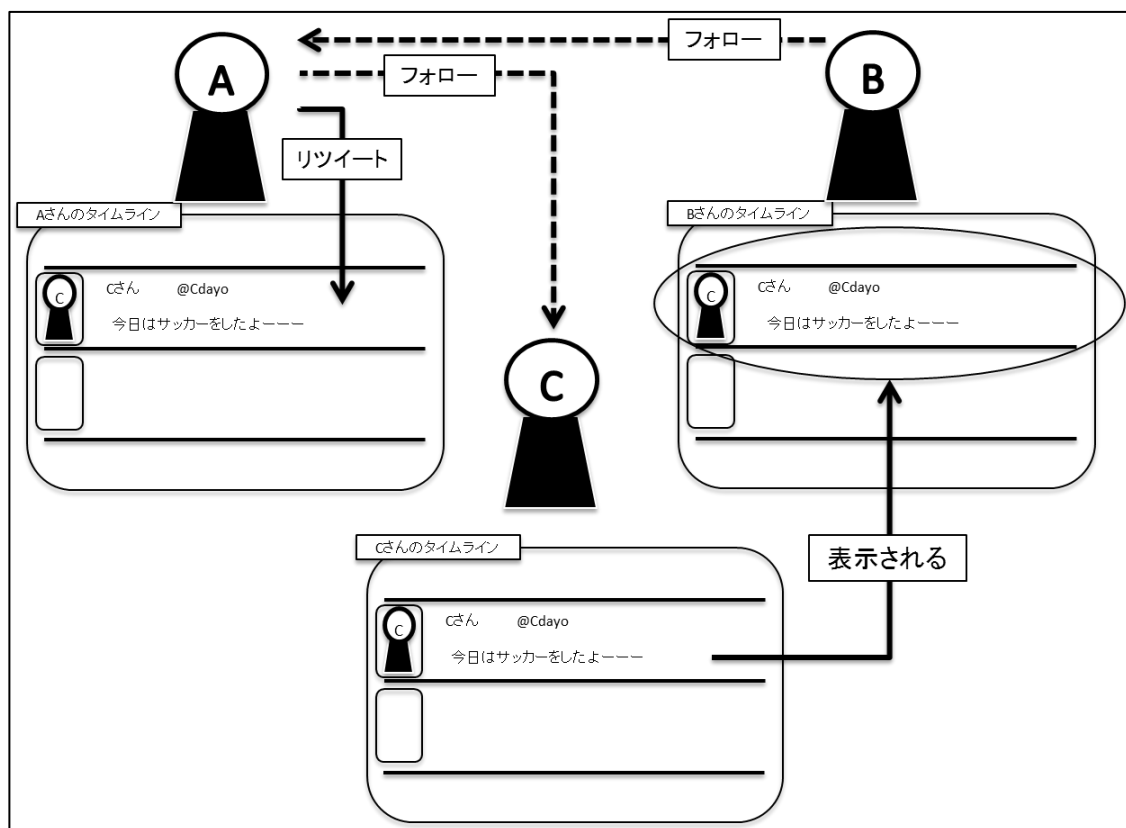 フォロー
A
フォロー
B
リツイート
Aさんのタイムライン
C
Cさん @Cdayo
今日はサッカーをしたよーーー
Bさんのタイムライン
C
Cさん @Cdayo
今日はサッカーをしたよーーー
C
表示される
Cさんのタイムライン
C
Cさん @Cdayo
今日はサッカーをしたよーーー